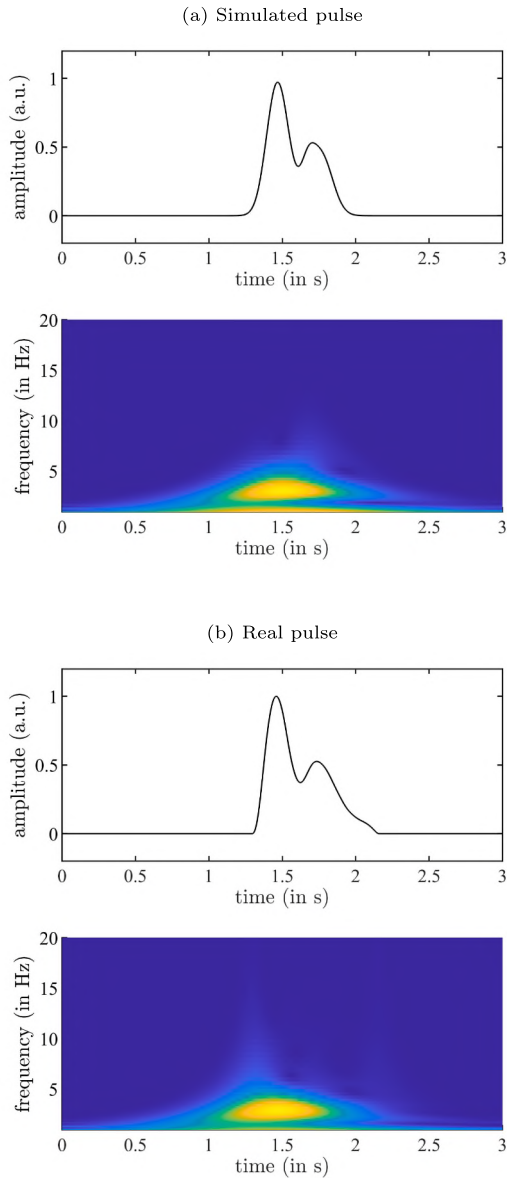 (a) Simulated pulse
amplitude (a.u.)
1
0.5
0
0 0.5 1 1.5 2 2.5 3
time (in s)
frequency (in Hz)
20
15
10
5
0 0.5 1 1.5 2 2.5 3
time (in s)
(b) Real pulse
amplitude (a.u.)
1
0.5
0
0 0.5 1 1.5 2 2.5 3
time (in s)
frequency (in Hz)
20
15
10
5
0 0.5 1 1.5 2 2.5 3
time (in s)